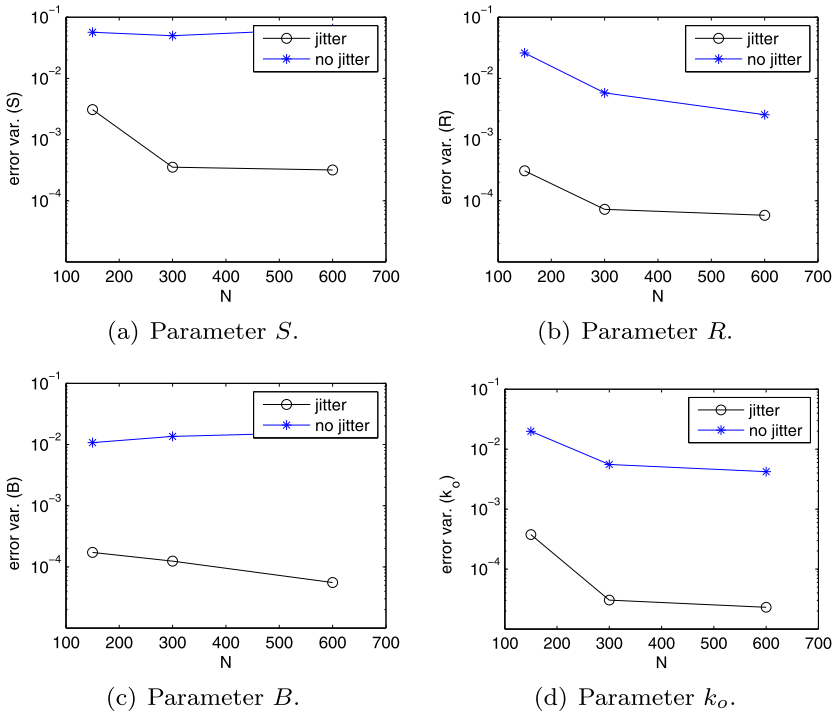 10^-1
10^-2
10^-3
10^-4
error var. (S)
jitter
no jitter
100 200 300 400 500 600 700
N
(a) Parameter S.
10^-1
10^-2
10^-3
10^-4
error var. (R)
jitter
no jitter
100 200 300 400 500 600 700
N
(b) Parameter R.
10^-1
10^-2
10^-3
10^-4
error var. (B)
jitter
no jitter
100 200 300 400 500 600 700
N
(c) Parameter B.
10^-1
10^-2
10^-3
10^-4
error var. (k_o)
jitter
no jitter
100 200 300 400 500 600 700
N
(d) Parameter k_o.